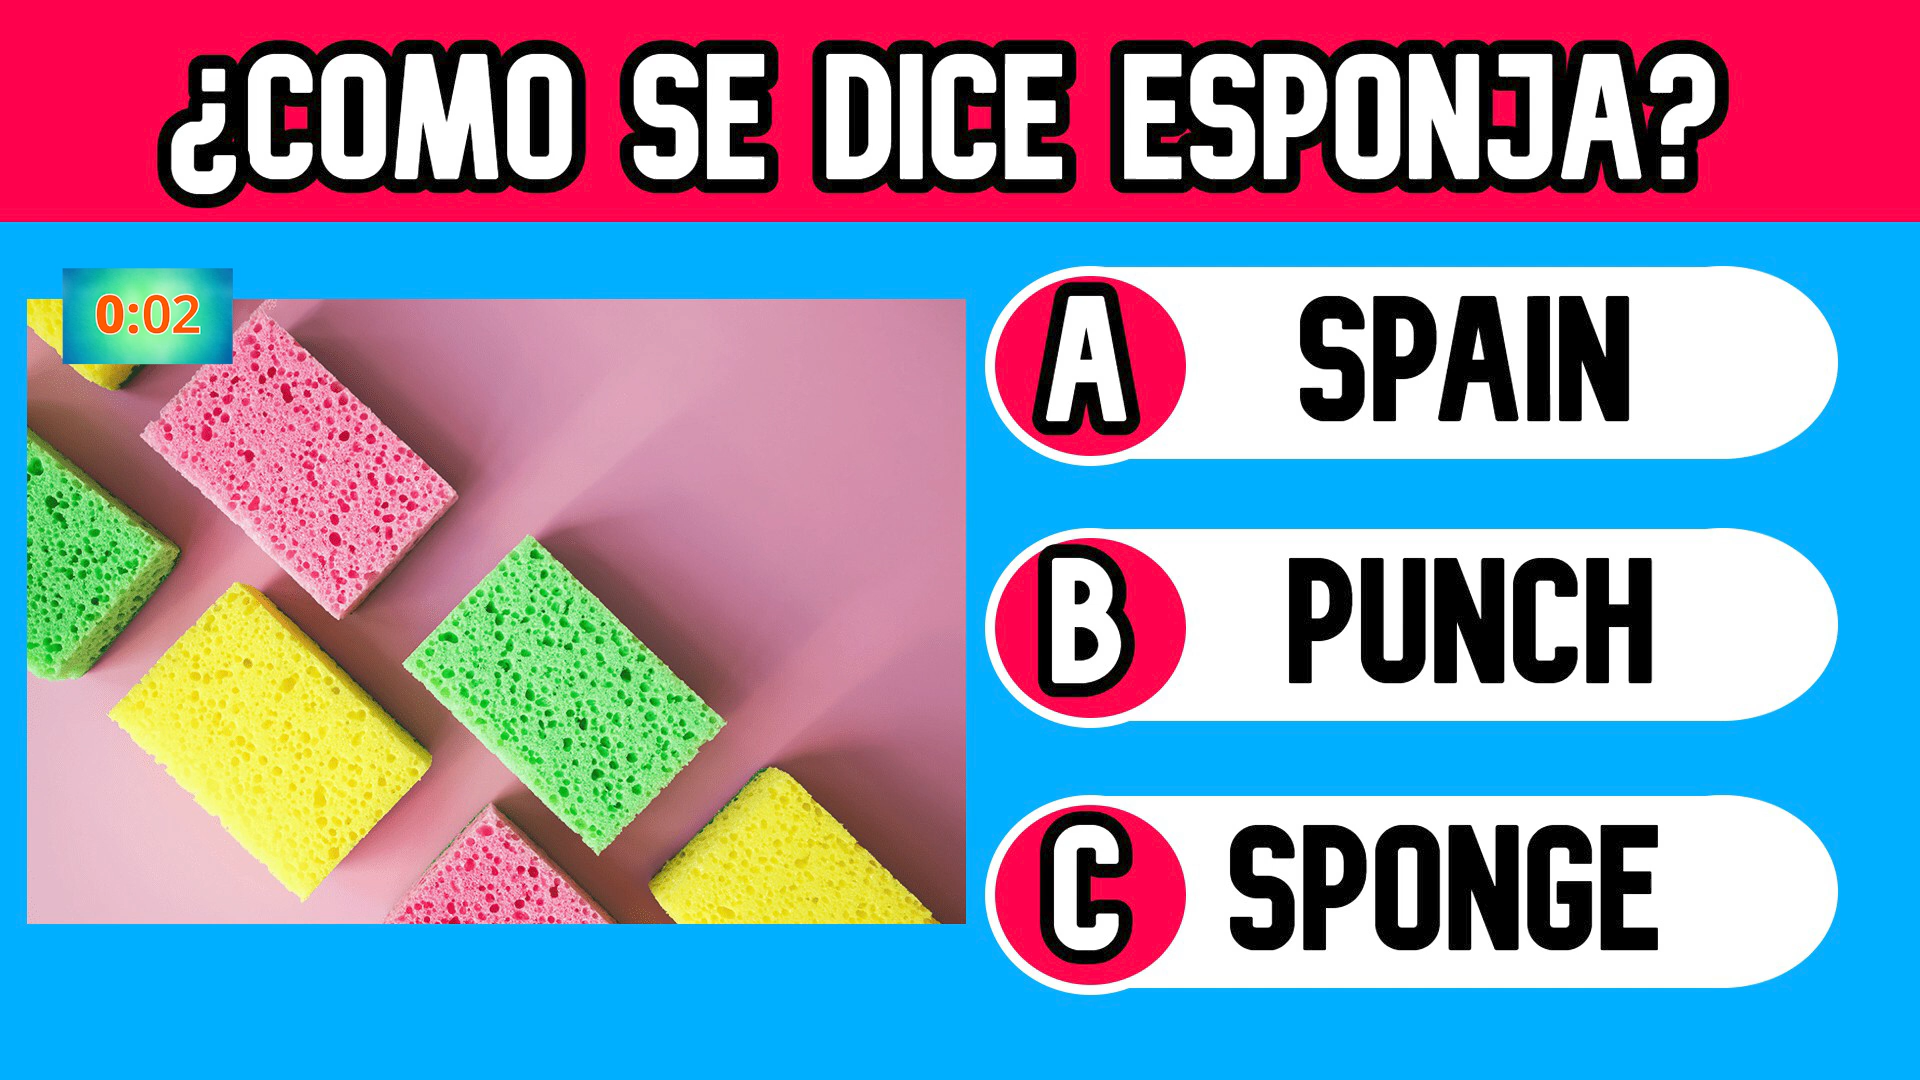 ¿COMO SE DICE ESPONJA?
0:02
A SPAIN
B PUNCH
C SPONGE